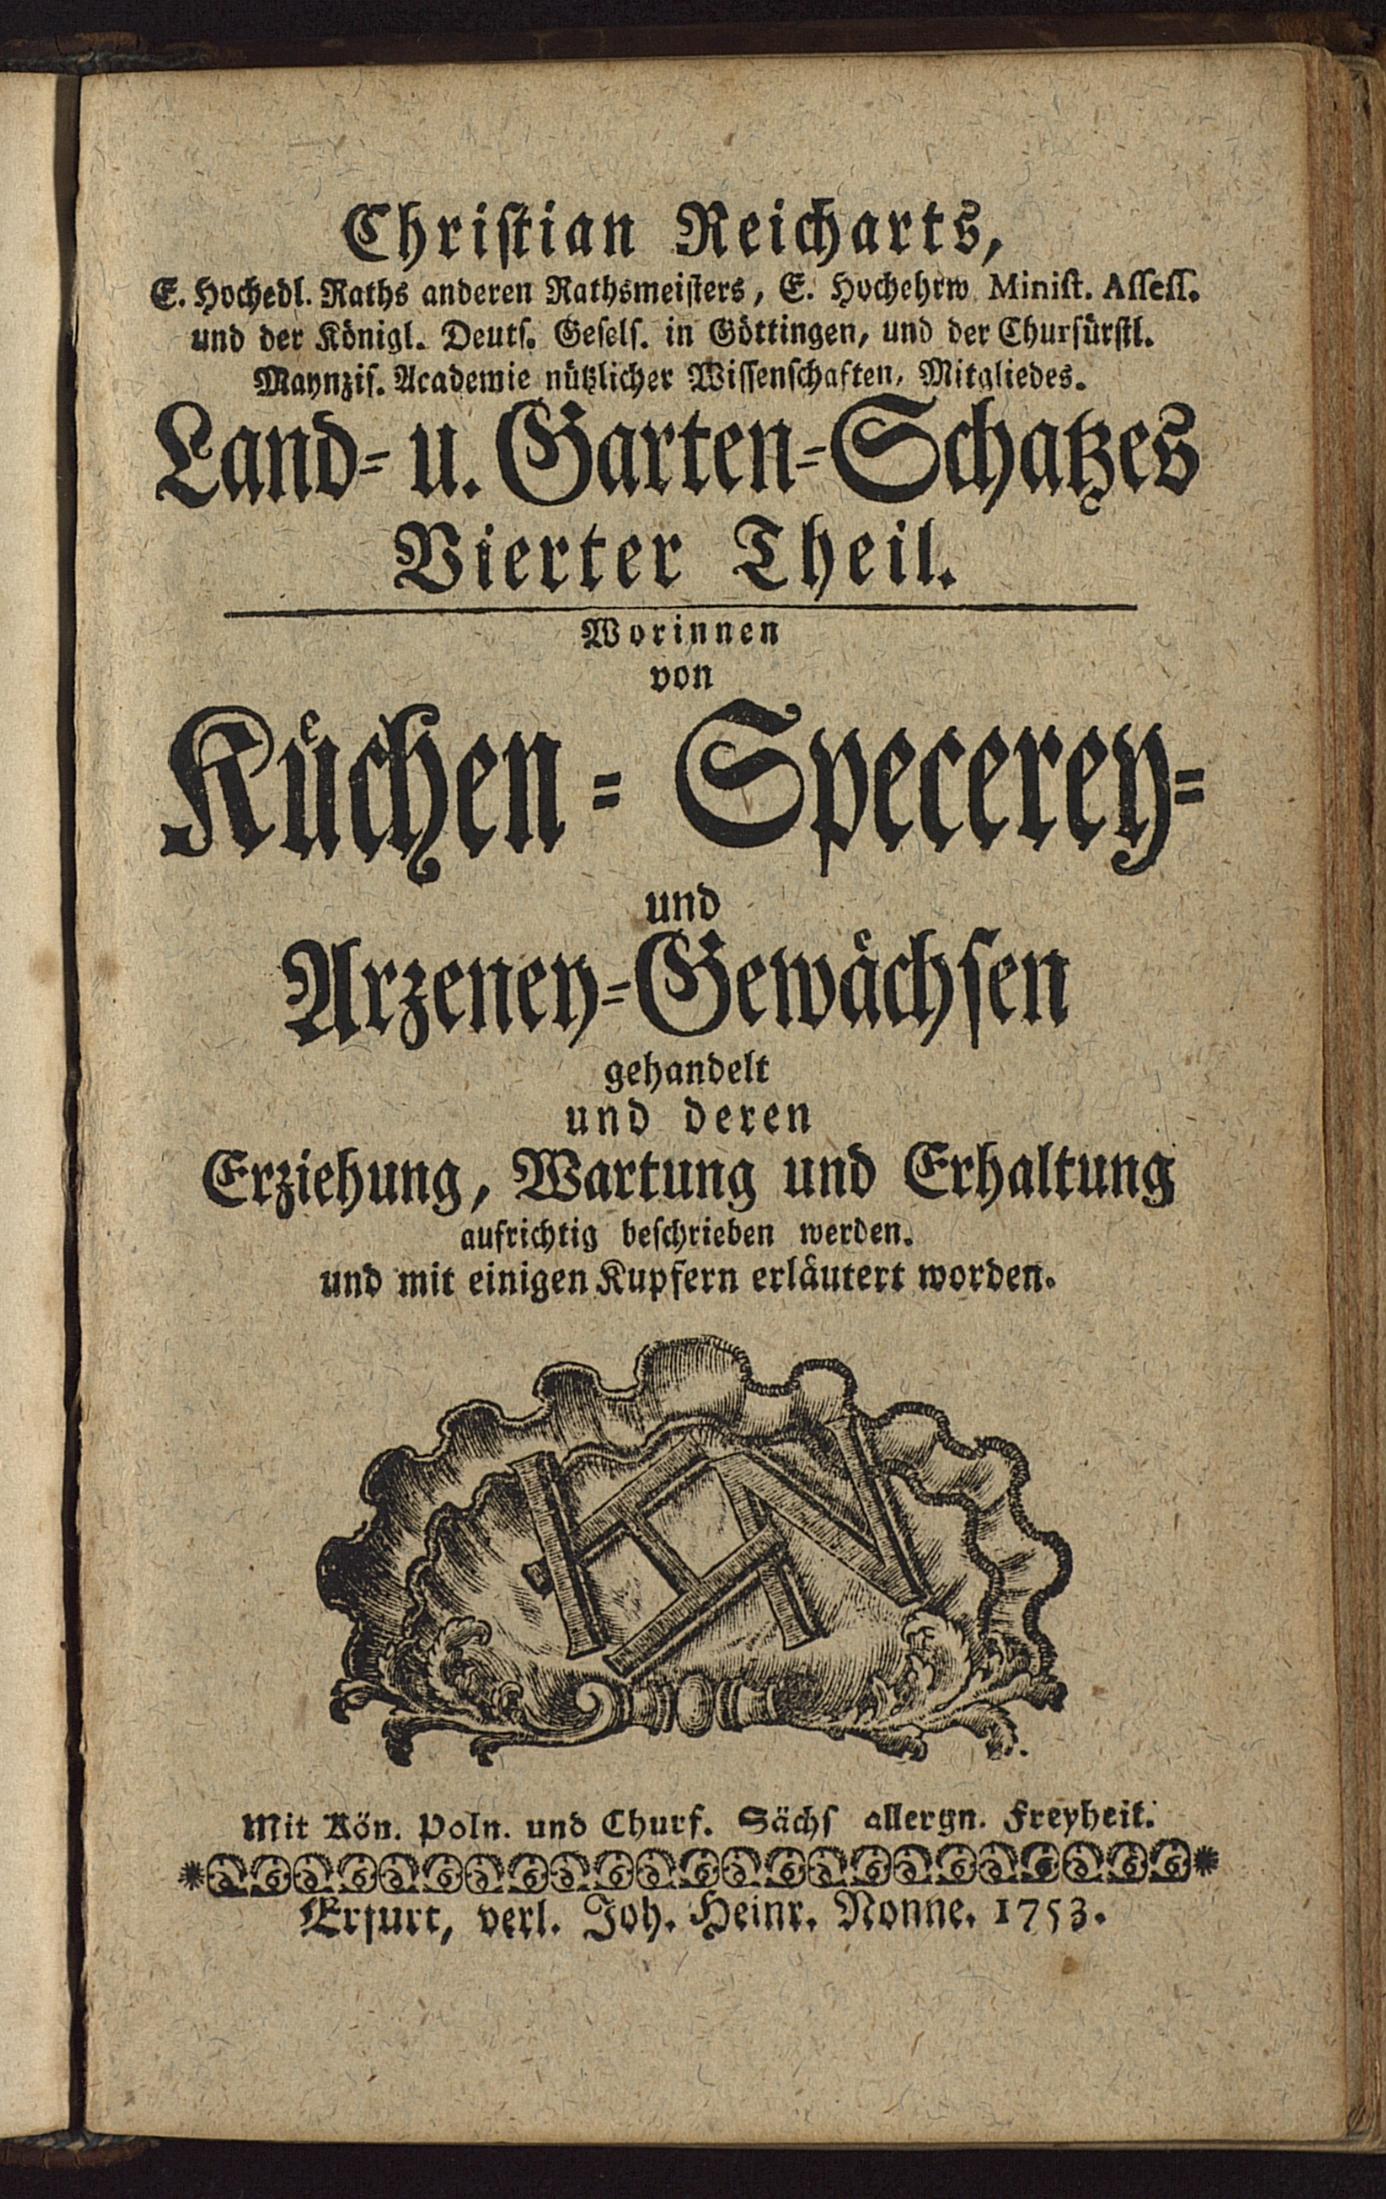 Christian Reicharts,
E. Hochedl. Raths anderen Rathsmeisters, E. Hochehrw. Minist. Assess.
und der Königl. Deuts. Gesels. in Göttingen, und der Churfürstl.
Maynzis. Academie nützlicher Wissenschaften, Mitgliedes.
Land- u. Garten-Schatzes
Vierter Theil.
Worinnen
von
Küchen- Specerey-
und
Arzeney-Gewächsen
gehandelt
und deren
Erziehung, Wartung und Erhaltung
aufrichtig beschrieben werden.
und mit einigen Kupfern erläutert worden.
Mit Kön. Poln. und Churf. Sächs allergn. Freyheit.
Erfurt, verl. Joh. Heinr. Nonne. 1753.